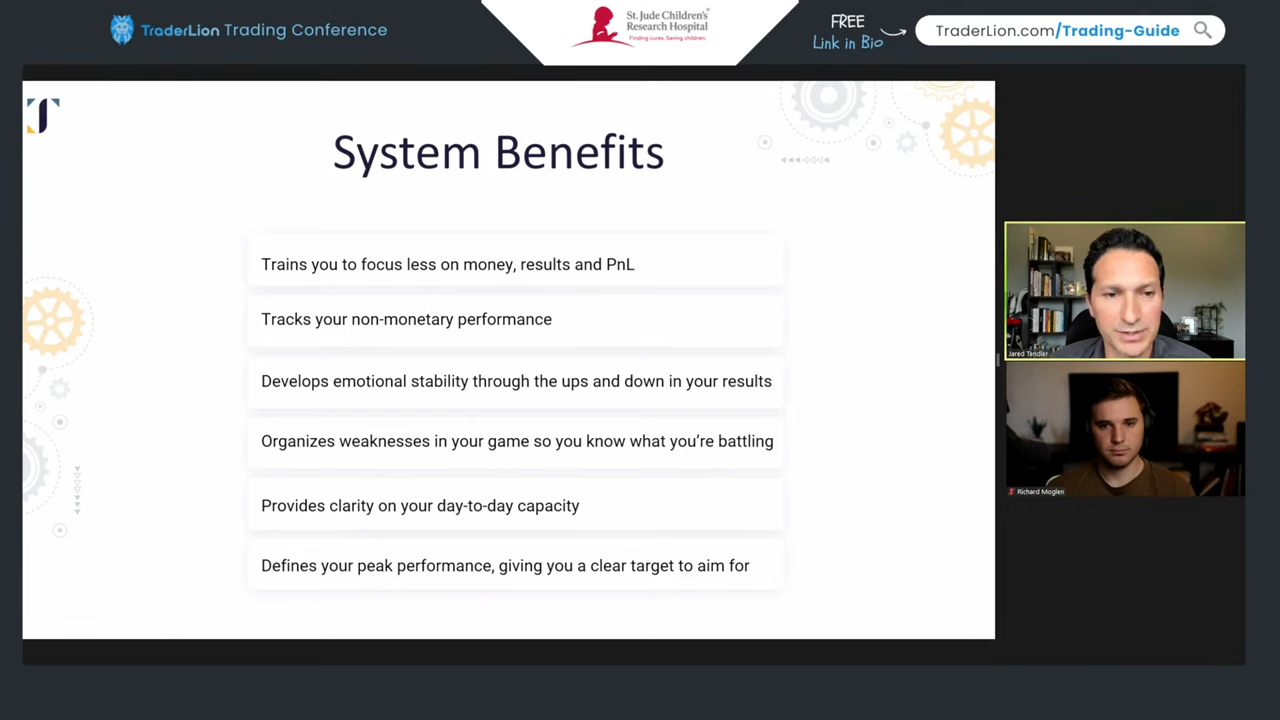 TraderLion Trading Conference
St. Jude Children's
Research Hospital
Finding cures. Saving children.
FREE
Link in Bio
TraderLion.com/Trading-Guide
System Benefits
Trains you to focus less on money, results and PnL
Tracks your non-monetary performance
Develops emotional stability through the ups and down in your results
Organizes weaknesses in your game so you know what you're battling
Provides clarity on your day-to-day capacity
Defines your peak performance, giving you a clear target to aim for
Jared Tendler
Richard Moglen